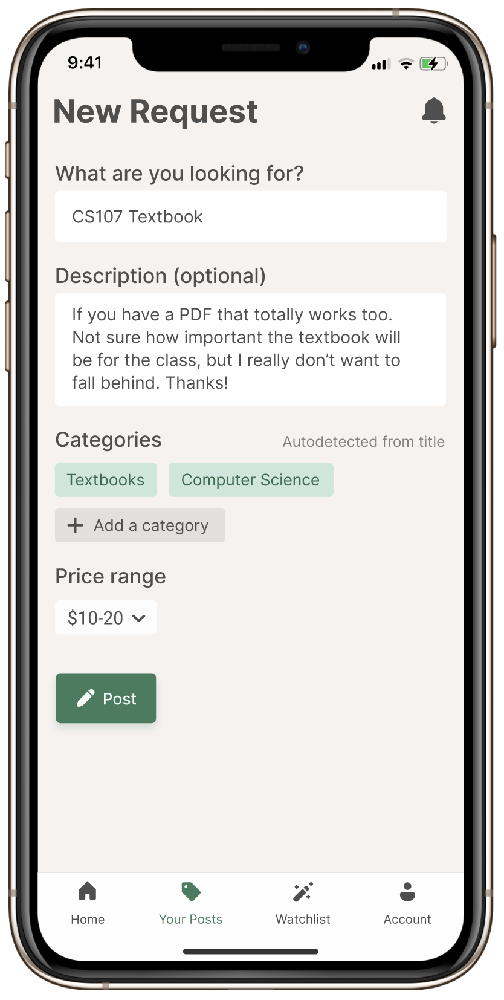 9:41
New Request
What are you looking for?
CS107 Textbook
Description (optional)
If you have a PDF that totally works too.
Not sure how important the textbook will
be for the class, but I really don’t want to
fall behind. Thanks!
Categories
Autodetected from title
Textbooks
Computer Science
Add a category
Price range
$10-20
Post
Home
Your Posts
Watchlist
Account